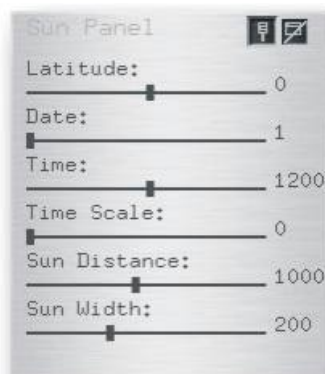 Sun Panel
Latitude:
0
Date:
1
Time:
1200
Time Scale:
0
Sun Distance:
1000
Sun Width:
200